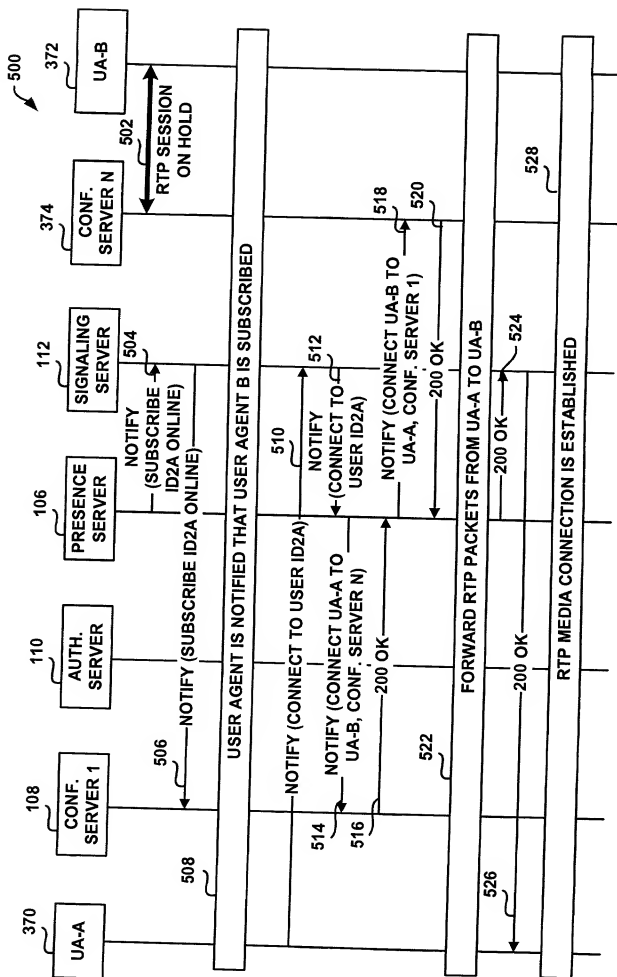 500
370
UA-A
108
CONF.
SERVER 1
110
AUTH.
SERVER
106
PRESENCE
SERVER
112
SIGNALING
SERVER
374
CONF.
SERVER N
372
UA-B
502
RTP SESSION
ON HOLD
504
NOTIFY
(SUBSCRIBE
ID2A ONLINE)
506
NOTIFY (SUBSCRIBE ID2A ONLINE)
508
USER AGENT IS NOTIFIED THAT USER AGENT B IS SUBSCRIBED
NOTIFY (CONNECT TO USER ID2A)
510
NOTIFY
(CONNECT TO
USER ID2A)
512
514
NOTIFY (CONNECT UA-A TO
UA-B, CONF. SERVER N)
516
200 OK
NOTIFY (CONNECT UA-B TO
UA-A, CONF. SERVER 1)
518
200 OK
520
522
FORWARD RTP PACKETS FROM UA-A TO UA-B
200 OK
524
526
200 OK
528
RTP MEDIA CONNECTION IS ESTABLISHED